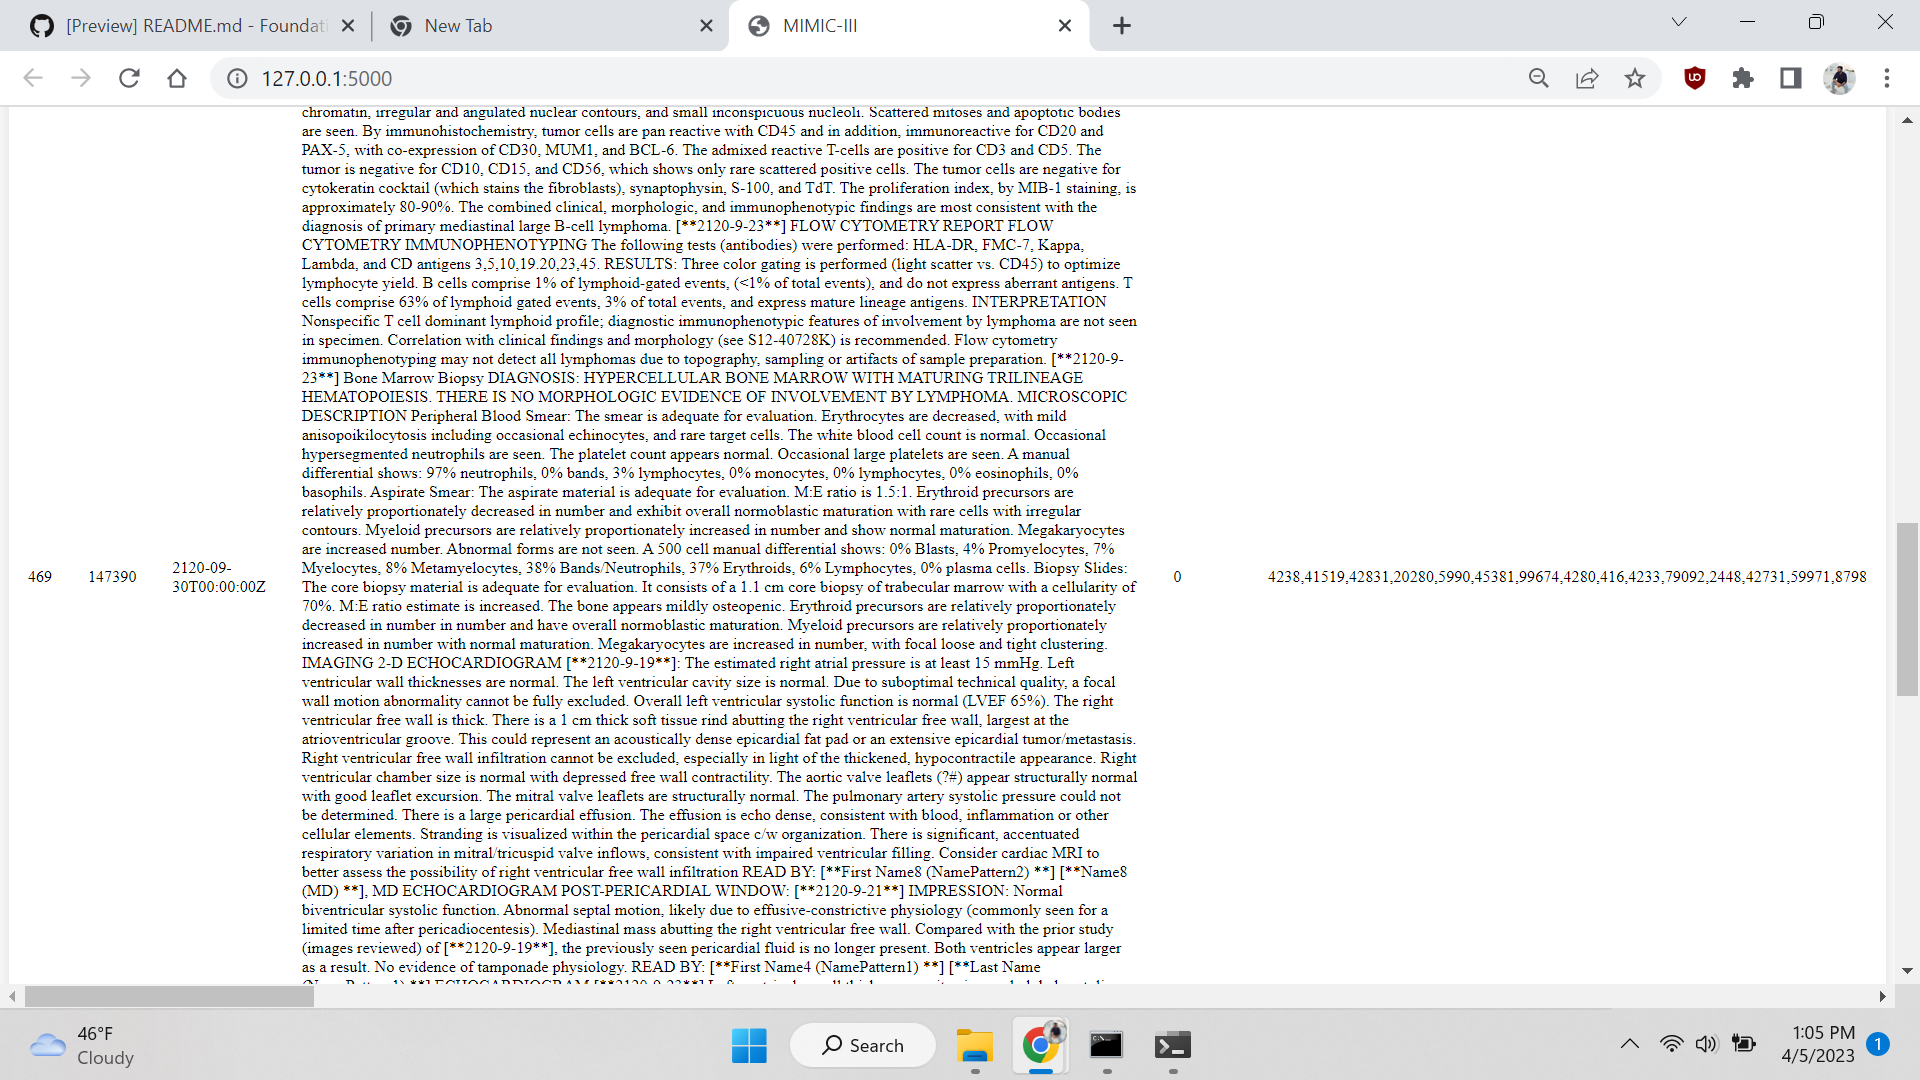 [Preview] README.md - Foundati
New Tab
MIMIC-III
127.0.0.1:5000
chromatin, irregular and angulated nuclear contours, and small inconspicuous nucleoli. Scattered mitoses and apoptotic bodies
are seen. By immunohistochemistry, tumor cells are pan reactive with CD45 and in addition, immunoreactive for CD20 and
PAX-5, with co-expression of CD30, MUM1, and BCL-6. The admixed reactive T-cells are positive for CD3 and CD5. The
tumor is negative for CD10, CD15, and CD56, which shows only rare scattered positive cells. The tumor cells are negative for
cytokeratin cocktail (which stains the fibroblasts), synaptophysin, S-100, and TdT. The proliferation index, by MIB-1 staining, is
approximately 80-90%. The combined clinical, morphologic, and immunophenotypic findings are most consistent with the
diagnosis of primary mediastinal large B-cell lymphoma. [**2120-9-23**] FLOW CYTOMETRY REPORT FLOW
CYTOMETRY IMMUNOPHENOTYPING The following tests (antibodies) were performed: HLA-DR, FMC-7, Kappa,
Lambda, and CD antigens 3,5,10,19.20,23,45. RESULTS: Three color gating is performed (light scatter vs. CD45) to optimize
lymphocyte yield. B cells comprise 1% of lymphoid-gated events, (<1% of total events), and do not express aberrant antigens. T
cells comprise 63% of lymphoid gated events, 3% of total events, and express mature lineage antigens. INTERPRETATION
Nonspecific T cell dominant lymphoid profile; diagnostic immunophenotypic features of involvement by lymphoma are not seen
in specimen. Correlation with clinical findings and morphology (see S12-40728K) is recommended. Flow cytometry
immunophenotyping may not detect all lymphomas due to topography, sampling or artifacts of sample preparation. [**2120-9-
23**] Bone Marrow Biopsy DIAGNOSIS: HYPERCELLULAR BONE MARROW WITH MATURING TRILINEAGE
HEMATOPOIESIS. THERE IS NO MORPHOLOGIC EVIDENCE OF INVOLVEMENT BY LYMPHOMA. MICROSCOPIC
DESCRIPTION Peripheral Blood Smear: The smear is adequate for evaluation. Erythrocytes are decreased, with mild
anisopoikilocytosis including occasional echinocytes, and rare target cells. The white blood cell count is normal. Occasional
hypersegmented neutrophils are seen. The platelet count appears normal. Occasional large platelets are seen. A manual
differential shows: 97% neutrophils, 0% bands, 3% lymphocytes, 0% monocytes, 0% lymphocytes, 0% eosinophils, 0%
basophils. Aspirate Smear: The aspirate material is adequate for evaluation. M:E ratio is 1.5:1. Erythroid precursors are
relatively proportionately decreased in number and exhibit overall normoblastic maturation with rare cells with irregular
contours. Myeloid precursors are relatively proportionately increased in number and show normal maturation. Megakaryocytes
are increased number. Abnormal forms are not seen. A 500 cell manual differential shows: 0% Blasts, 4% Promyelocytes, 7%
Myelocytes, 8% Metamyelocytes, 38% Bands/Neutrophils, 37% Erythroids, 6% Lymphocytes, 0% plasma cells. Biopsy Slides:
The core biopsy material is adequate for evaluation. It consists of a 1.1 cm core biopsy of trabecular marrow with a cellularity of
70%. M:E ratio estimate is increased. The bone appears mildly osteopenic. Erythroid precursors are relatively proportionately
decreased in number in number and have overall normoblastic maturation. Myeloid precursors are relatively proportionately
increased in number with normal maturation. Megakaryocytes are increased in number, with focal loose and tight clustering.
IMAGING 2-D ECHOCARDIOGRAM [**2120-9-19**]: The estimated right atrial pressure is at least 15 mmHg. Left
ventricular wall thicknesses are normal. The left ventricular cavity size is normal. Due to suboptimal technical quality, a focal
wall motion abnormality cannot be fully excluded. Overall left ventricular systolic function is normal (LVEF 65%). The right
ventricular free wall is thick. There is a 1 cm thick soft tissue rind abutting the right ventricular free wall, largest at the
atrioventricular groove. This could represent an acoustically dense epicardial fat pad or an extensive epicardial tumor/metastasis.
Right ventricular free wall infiltration cannot be excluded, especially in light of the thickened, hypocontractile appearance. Right
ventricular chamber size is normal with depressed free wall contractility. The aortic valve leaflets (?#) appear structurally normal
with good leaflet excursion. The mitral valve leaflets are structurally normal. The pulmonary artery systolic pressure could not
be determined. There is a large pericardial effusion. The effusion is echo dense, consistent with blood, inflammation or other
cellular elements. Stranding is visualized within the pericardial space c/w organization. There is significant, accentuated
respiratory variation in mitral/tricuspid valve inflows, consistent with impaired ventricular filling. Consider cardiac MRI to
better assess the possibility of right ventricular free wall infiltration READ BY: [**First Name8 (NamePattern2) **] [**Name8
(MD) **], MD ECHOCARDIOGRAM POST-PERICARDIAL WINDOW: [**2120-9-21**] IMPRESSION: Normal
biventricular systolic function. Abnormal septal motion, likely due to effusive-constrictive physiology (commonly seen for a
limited time after pericadiocentesis). Mediastinal mass abutting the right ventricular free wall. Compared with the prior study
(images reviewed) of [**2120-9-19**], the previously seen pericardial fluid is no longer present. Both ventricles appear larger
as a result. No evidence of tamponade physiology. READ BY: [**First Name4 (NamePattern1) **] [**Last Name
469
147390
2120-09-
30T00:00:00Z
0
4238,41519,42831,20280,5990,45381,99674,4280,416,4233,79092,2448,42731,59971,8798
46°F
Cloudy
Search
1:05 PM
4/5/2023
1